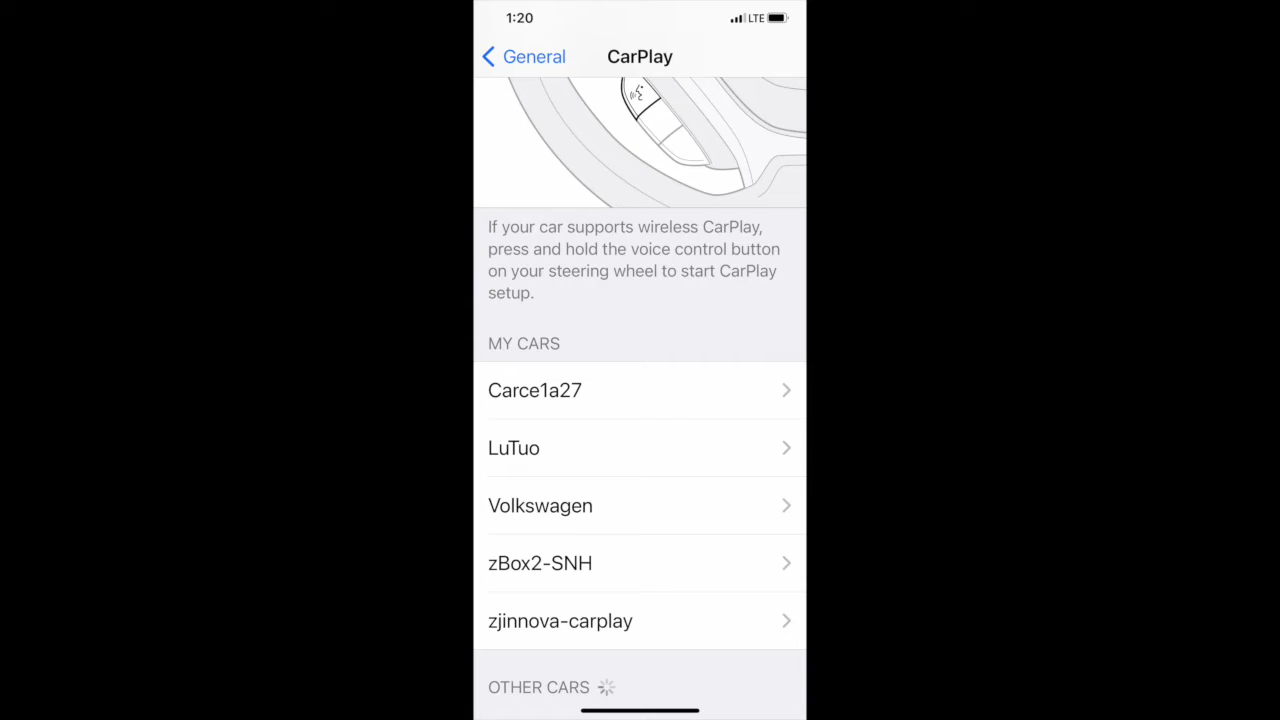 1:20 LTE
General CarPlay
If your car supports wireless CarPlay,
press and hold the voice control button
on your steering wheel to start CarPlay
setup.
MY CARS
Carce1a27
LuTuo
Volkswagen
zBox2-SNH
zjinnova-carplay
OTHER CARS